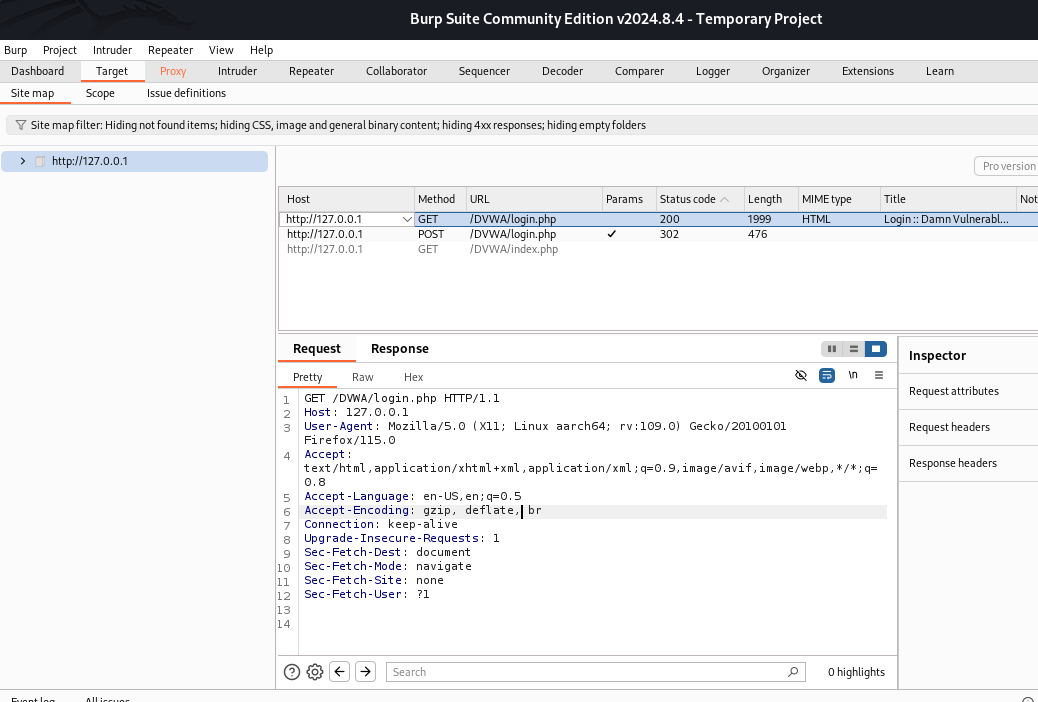 Burp Suite Community Edition v2024.8.4 - Temporary Project
Burp Project Intruder Repeater View Help
Dashboard Target Proxy Intruder Repeater Collaborator Sequencer Decoder Comparer Logger Organizer Extensions Learn
Site map Scope Issue definitions
Site map filter: Hiding not found items; hiding CSS, image and general binary content; hiding 4xx responses; hiding empty folders
http://127.0.0.1
Pro version
Host Method URL Params Status code Length MIME type Title Not
http://127.0.0.1 GET /DVWA/login.php 200 1999 HTML Login :: Damn Vulnerabl...
http://127.0.0.1 POST /DVWA/login.php ✓ 302 476
http://127.0.0.1 GET /DVWA/index.php
Request Response
Inspector
Pretty Raw Hex \n
Request attributes
Request headers
Response headers
1 GET /DVWA/login.php HTTP/1.1
2 Host: 127.0.0.1
3 User-Agent: Mozilla/5.0 (X11; Linux aarch64; rv:109.0) Gecko/20100101
Firefox/115.0
4 Accept:
text/html,application/xhtml+xml,application/xml;q=0.9,image/avif,image/webp,*/*;q=
0.8
5 Accept-Language: en-US,en;q=0.5
6 Accept-Encoding: gzip, deflate, br
7 Connection: keep-alive
8 Upgrade-Insecure-Requests: 1
9 Sec-Fetch-Dest: document
10 Sec-Fetch-Mode: navigate
11 Sec-Fetch-Site: none
12 Sec-Fetch-User: ?1
13
14
Search 0 highlights
Event log All issues